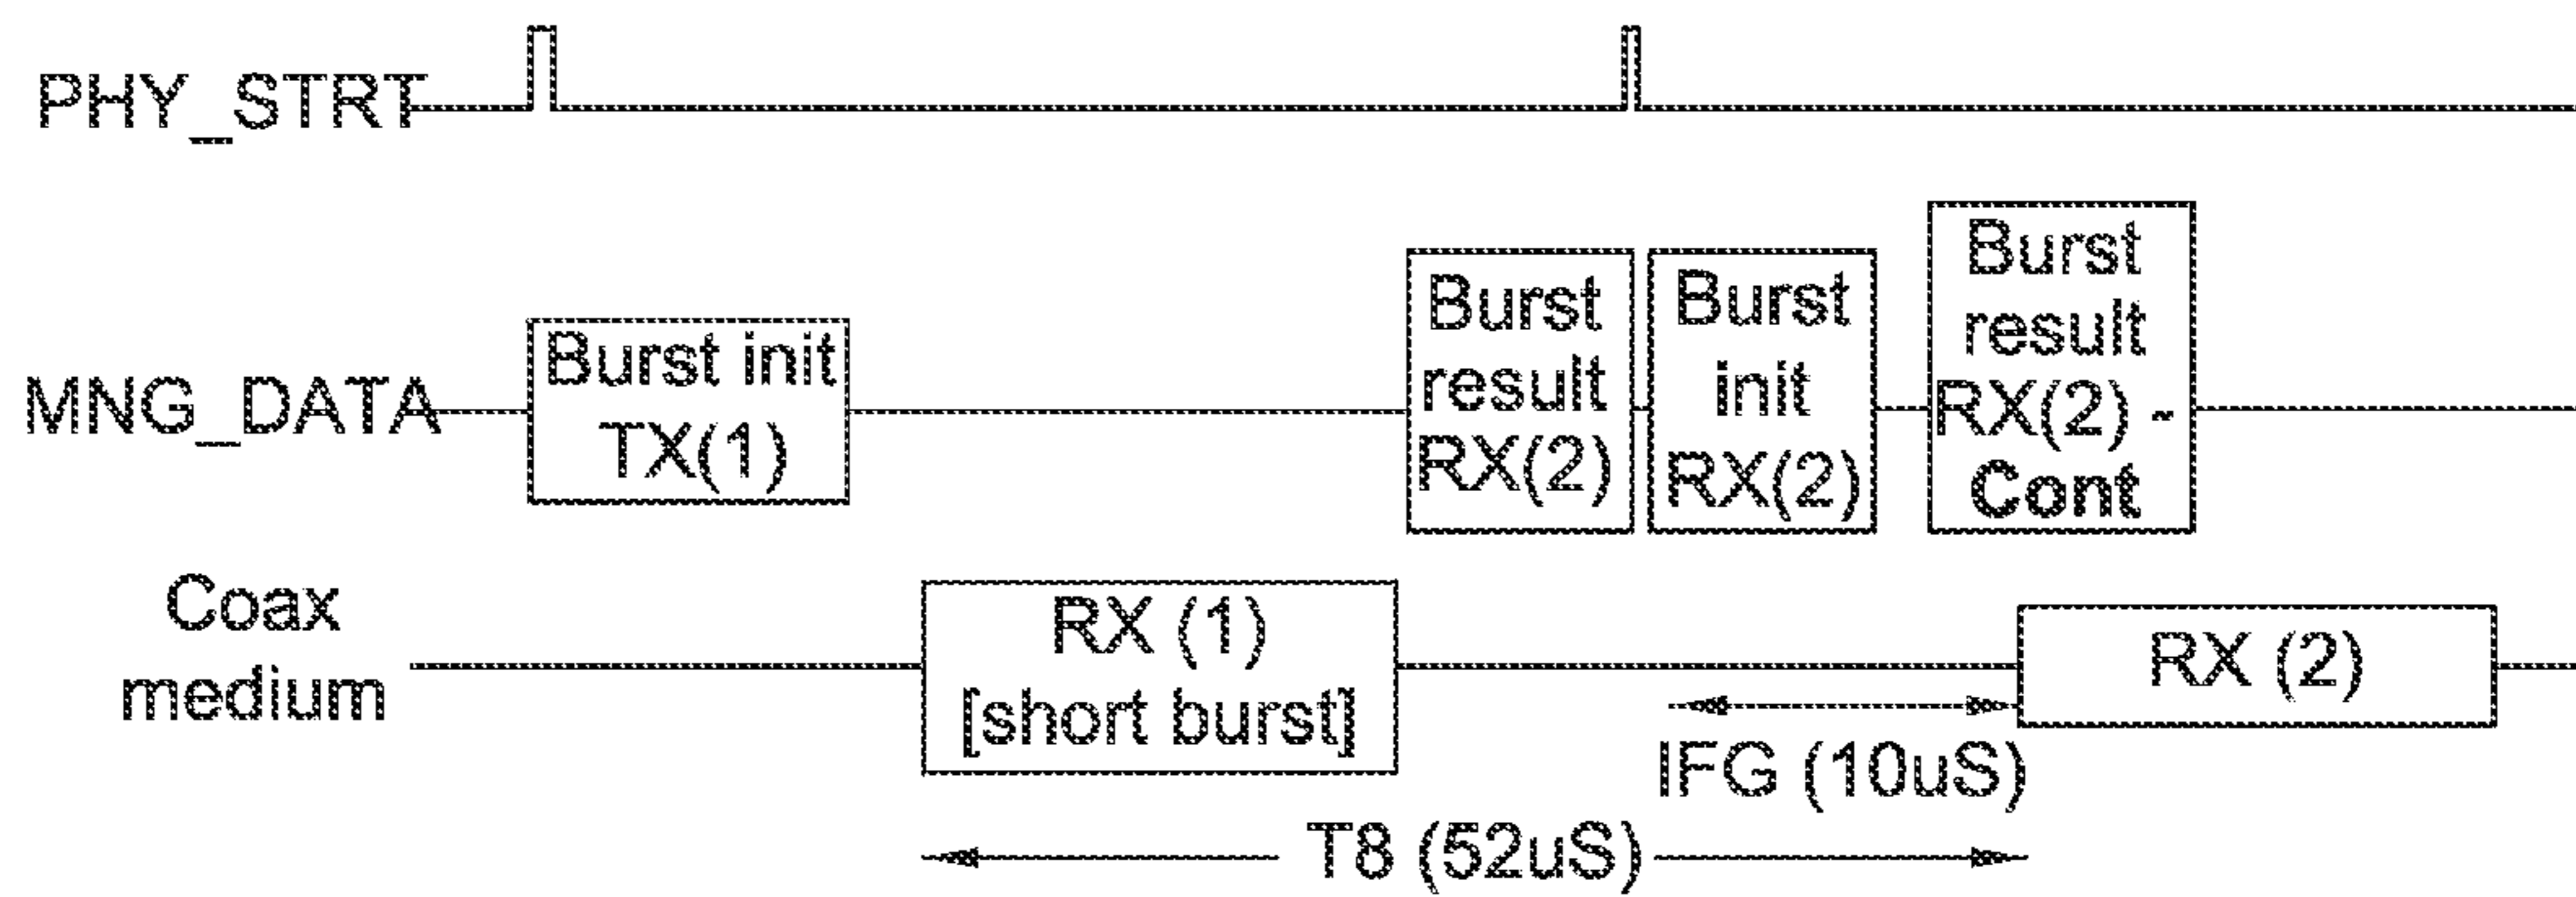 PHY_STRT
MNG_DATA
Burst init
TX(1)
Burst
result
RX(2)
Burst
init
RX(2)
Burst
result
RX(2) -
Cont
Coax
medium
RX (1)
[short burst]
RX (2)
IFG (10uS)
T8 (52uS)